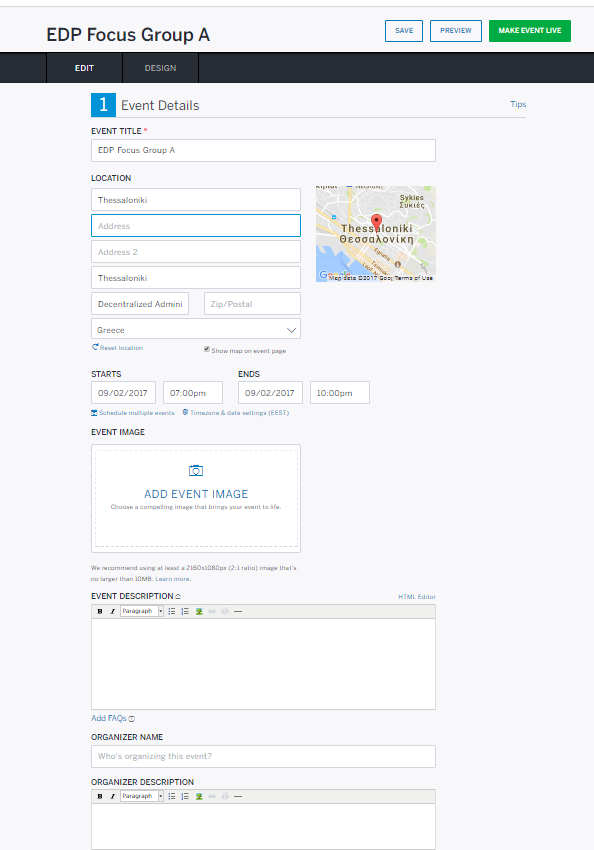 EDP Focus Group A
SAVE
PREVIEW
MAKE EVENT LIVE
EDIT
DESIGN
1 Event Details
Tips
EVENT TITLE *
EDP Focus Group A
LOCATION
Thessaloniki
Address
Address 2
Thessaloniki
Decentralized Admini
Zip/Postal
Greece
Reset location
Show map on event page
Sykies
Συκιές
Thessaloniki
Θεσσαλονίκη
Egnatia
Google
Map data ©2017 Goo
Terms of Use
STARTS
ENDS
09/02/2017
07:00pm
09/02/2017
10:00pm
Schedule multiple events
Timezone & date settings (EEST)
EVENT IMAGE
ADD EVENT IMAGE
Choose a compelling image that brings your event to life.
We recommend using at least a 2160x1080px (2:1 ratio) image that's
no larger than 10MB. Learn more.
EVENT DESCRIPTION
HTML Editor
B I Paragraph
Add FAQs
ORGANIZER NAME
Who's organizing this event?
ORGANIZER DESCRIPTION
B I Paragraph